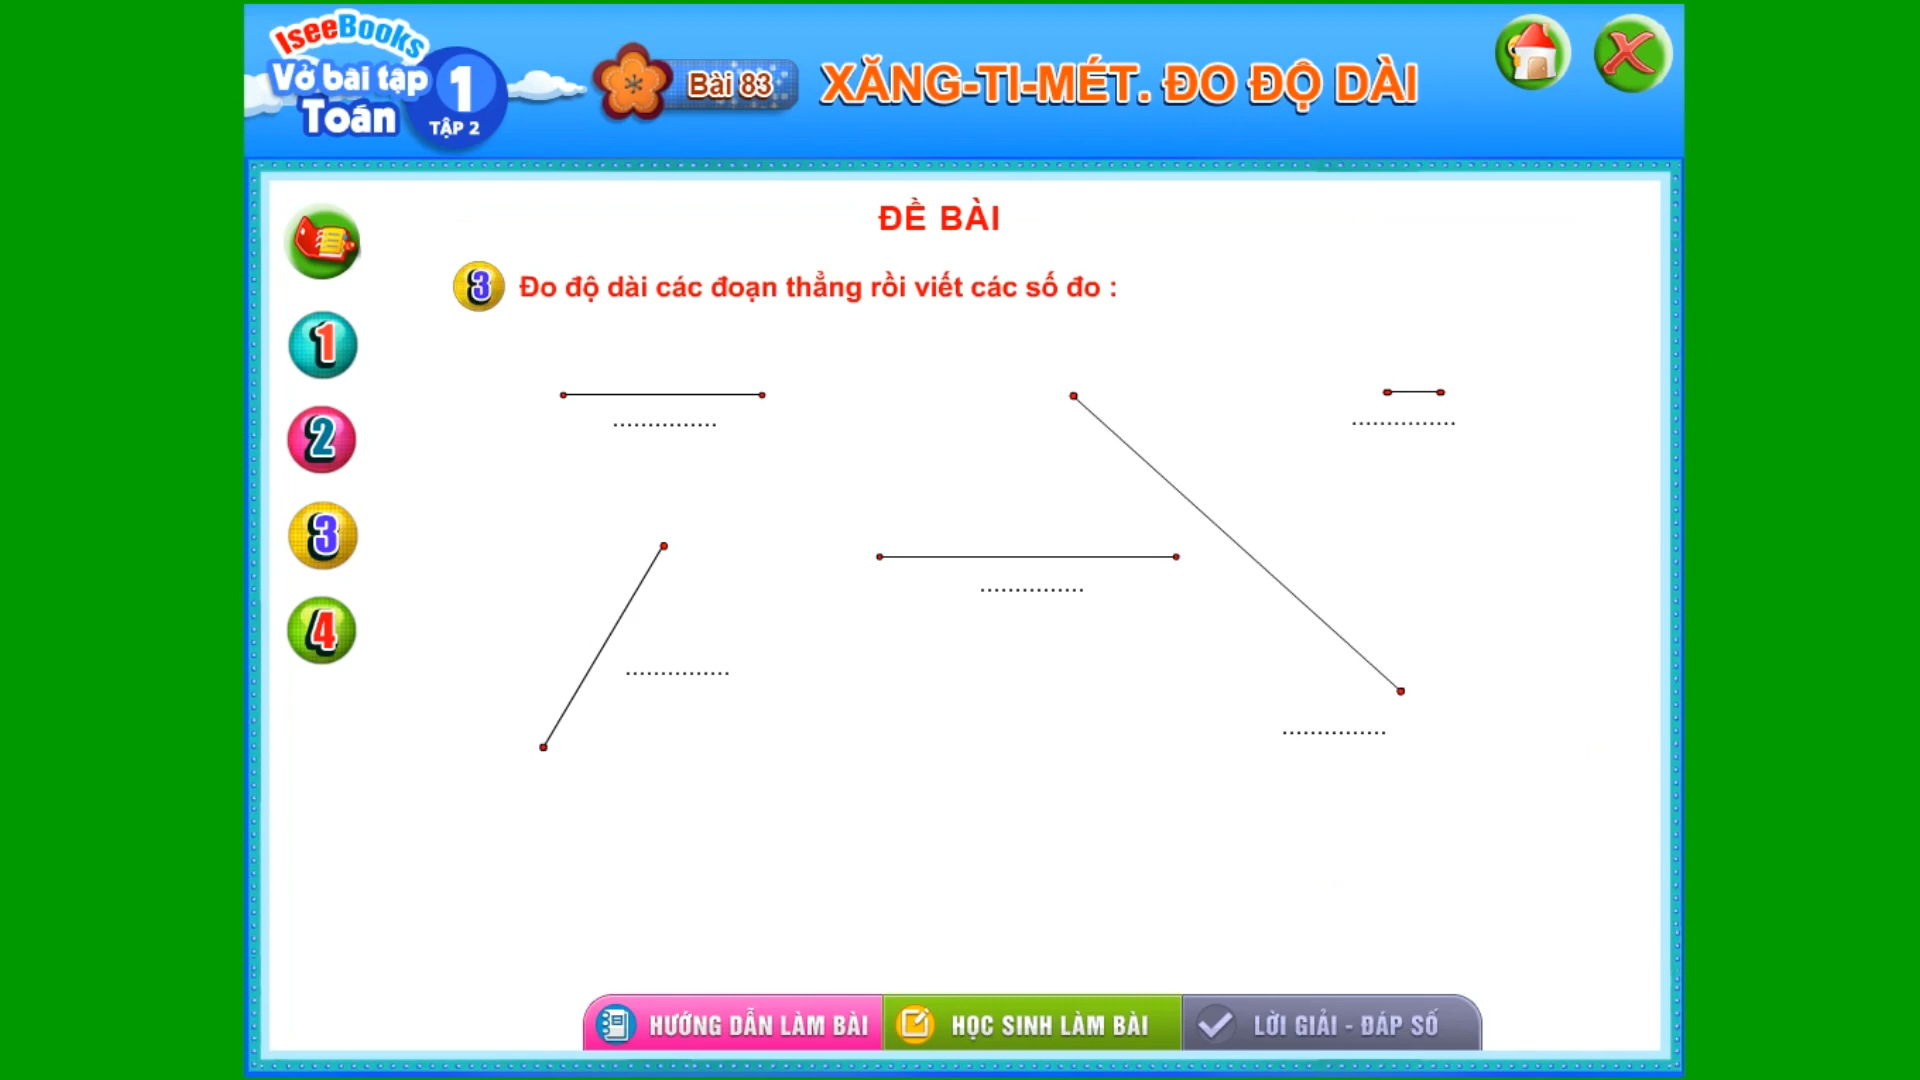 IseeBooks
Vở bài tập
Toán
1
TẬP 2
Bài 83
XĂNG-TI-MÉT. ĐO ĐỘ DÀI
ĐỀ BÀI
3 Đo độ dài các đoạn thẳng rồi viết các số đo :
...............
...............
...............
...............
...............
1
2
3
4
HƯỚNG DẪN LÀM BÀI
HỌC SINH LÀM BÀI
LỜI GIẢI - ĐÁP SỐ